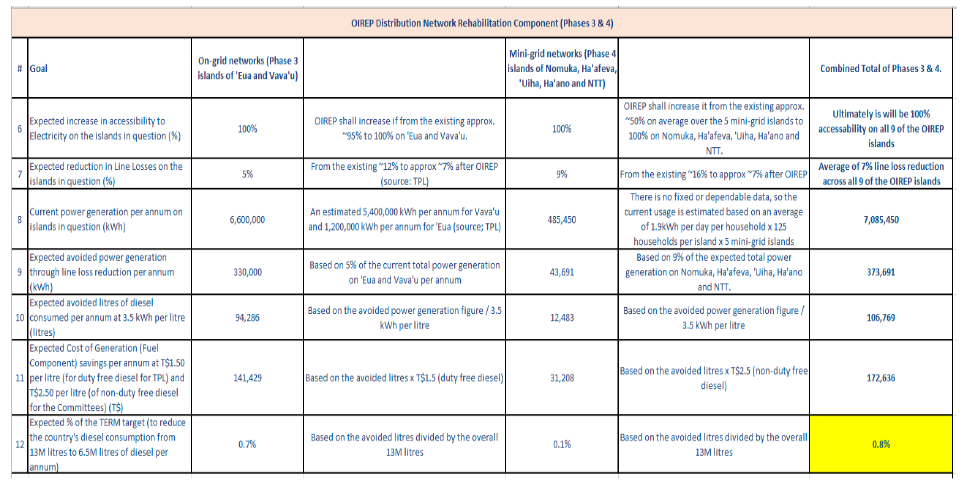 OIREP Distribution Network Rehabilitation Component (Phases 3 & 4)
# Goal
On-grid networks (Phase 3
islands of 'Eua and Vava'u)
Mini-grid networks (Phase 4
islands of Nomuka, Ha'afeva,
'Uiha, Ha'ano and NTT)
Combined Total of Phases 3 & 4.
6
Expected increase in accessibility to
Electricity on the islands in question (%)
100%
OIREP shall increase if from the existing approx.
~95% to 100% on 'Eua and Vava'u.
100%
OIREP shall increase it from the existing approx.
~50% on average over the 5 mini-grid islands to
100% on Nomuka, Ha'afeva, 'Uiha, Ha'ano and
NTT.
Ultimately is will be 100%
accessability on all 9 of the OIREP
islands
7
Expected reduction in Line Losses on the
islands in question (%)
5%
From the existing ~12% to approx ~7% after OIREP
(source: TPL)
9%
From the existing ~16% to approx ~7% after OIREP
Average of 7% line loss reduction
across all 9 of the OIREP islands
8
Current power generation per annum on
islands in question (kWh)
6,600,000
An estimated 5,400,000 kWh per annum for Vava'u
and 1,200,000 kWh per annum for 'Eua (source; TPL)
485,450
There is no fixed or dependable data, so the
current usage is estimated based on an average
of 1.9kWh per day per household x 125
households per island x 5 mini-grid islands
7,085,450
9
Expected avoided power generation
through line loss reduction per annum
(kWh)
330,000
Based on 5% of the current total power generation
on 'Eua and Vava'u per annum
43,691
Based on 9% of the expected total power
generation on Nomuka, Ha'afeva, 'Uiha, Ha'ano
and NTT.
373,691
10
Expected avoided litres of diesel
consumed per annum at 3.5 kWh per litre
(litres)
94,286
Based on the avoided power generation figure / 3.5
kWh per litre
12,483
Based on the avoided power generation figure /
3.5 kWh per litre
106,769
11
Expected Cost of Generation (Fuel
Component) savings per annum at T$1.50
per litre (for duty free diesel for TPL) and
T$2.50 per litre (of non-duty free diesel
for the Committees) (T$)
141,429
Based on the avoided litres x T$1.5 (duty free diesel)
31,208
Based on the avoided litres x T$2.5 (non-duty free
diesel)
172,636
12
Expected % of the TERM target (to reduce
the country's diesel consumption from
13M litres to 6.5M litres of diesel per
annum)
0.7%
Based on the avoided litres divided by the overall
13M litres
0.1%
Based on the avoided litres divided by the overall
13M litres
0.8%